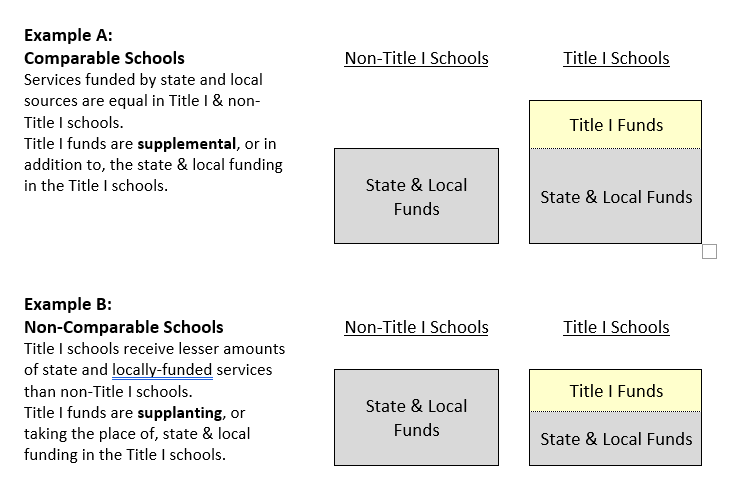 Example A:
Comparable Schools
Services funded by state and local
sources are equal in Title I & non-
Title I schools.
Title I funds are supplemental, or in
addition to, the state & local funding
in the Title I schools.
Non-Title I Schools
Title I Schools
State & Local
Funds
Title I Funds
State & Local Funds
Example B:
Non-Comparable Schools
Title I schools receive lesser amounts
of state and locally-funded services
than non-Title I schools.
Title I funds are supplanting, or
taking the place of, state & local
funding in the Title I schools.
Non-Title I Schools
Title I Schools
State & Local
Funds
Title I Funds
State & Local Funds